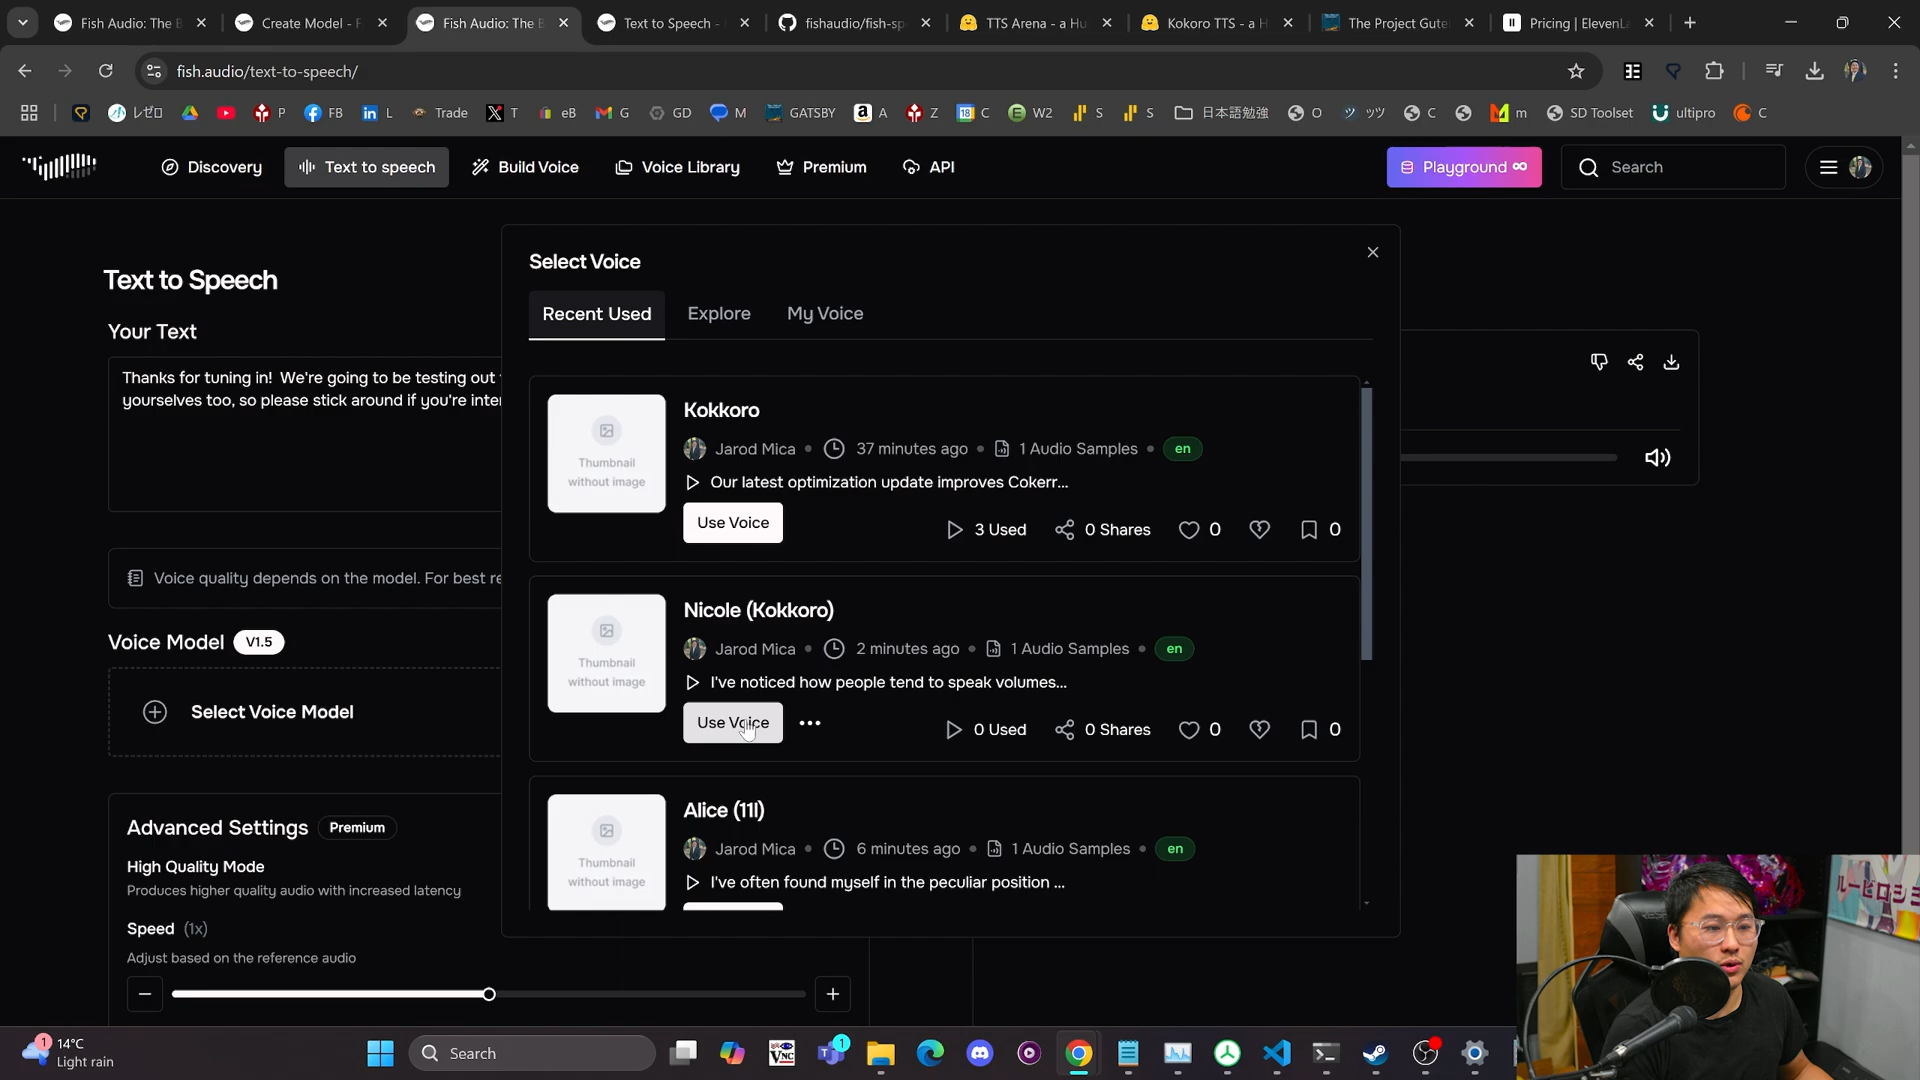 Fish Audio: The B
Create Model - F
Fish Audio: The B
Text to Speech -
fishaudio/fish-sp
TTS Arena - a Hu
Kokoro TTS - a H
The Project Gute
Pricing | ElevenLa
fish.audio/text-to-speech/
レゼロ
P
FB
L
Trade
T
eB
G
GD
M
GATSBY
A
Z
C
W2
S
S
日本語勉強
O
ッツ
C
m
SD Toolset
ultipro
C
Discovery
Text to speech
Build Voice
Voice Library
Premium
API
Playground ∞
Search
Text to Speech
Your Text
Thanks for tuning in! We're going to be testing out
yourselves too, so please stick around if you're inter
Voice quality depends on the model. For best re
Voice Model V1.5
Select Voice Model
Advanced Settings Premium
High Quality Mode
Produces higher quality audio with increased latency
Speed (1x)
Adjust based on the reference audio
Select Voice
Recent Used Explore My Voice
Thumbnail
without image
Kokkoro
Jarod Mica • 37 minutes ago • 1 Audio Samples • en
Our latest optimization update improves Cokerr...
Use Voice
3 Used 0 Shares 0 0
Thumbnail
without image
Nicole (Kokkoro)
Jarod Mica • 2 minutes ago • 1 Audio Samples • en
I've noticed how people tend to speak volumes...
Use Voice
0 Used 0 Shares 0 0
Thumbnail
without image
Alice (11l)
Jarod Mica • 6 minutes ago • 1 Audio Samples • en
I've often found myself in the peculiar position ...
1
14°C
Light rain
Search
VNC
1